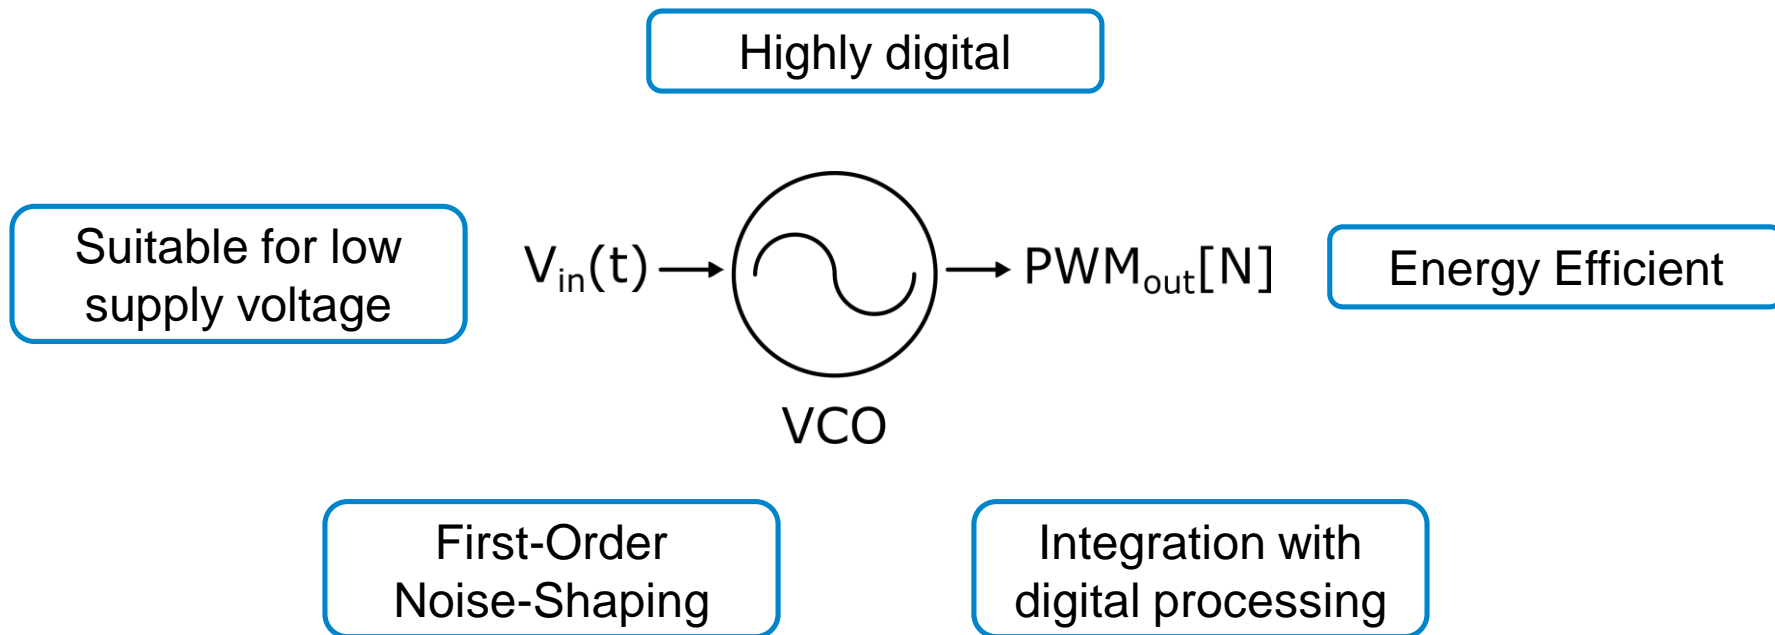 Highly digital
Suitable for low
supply voltage
Vin(t)
PWMout[N]
Energy Efficient
VCO
First-Order
Noise-Shaping
Integration with
digital processing